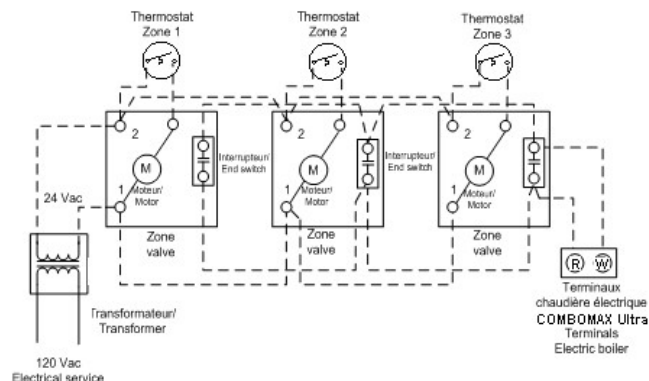 Thermostat
Zone 1
Thermostat
Zone 2
Thermostat
Zone 3
2
2
2
Interrupteur/
End switch
Interrupteur/
End switch
M
M
M
Moteur/
Motor
Moteur/
Motor
Moteur/
Motor
24 Vac
1
1
1
Zone
valve
Zone
valve
Zone
valve
R
W
Transformateur/
Transformer
Terminaux
chaudière électrique
COMBOMAX Ultra
Terminals
Electric boiler
120 Vac
Electrical service